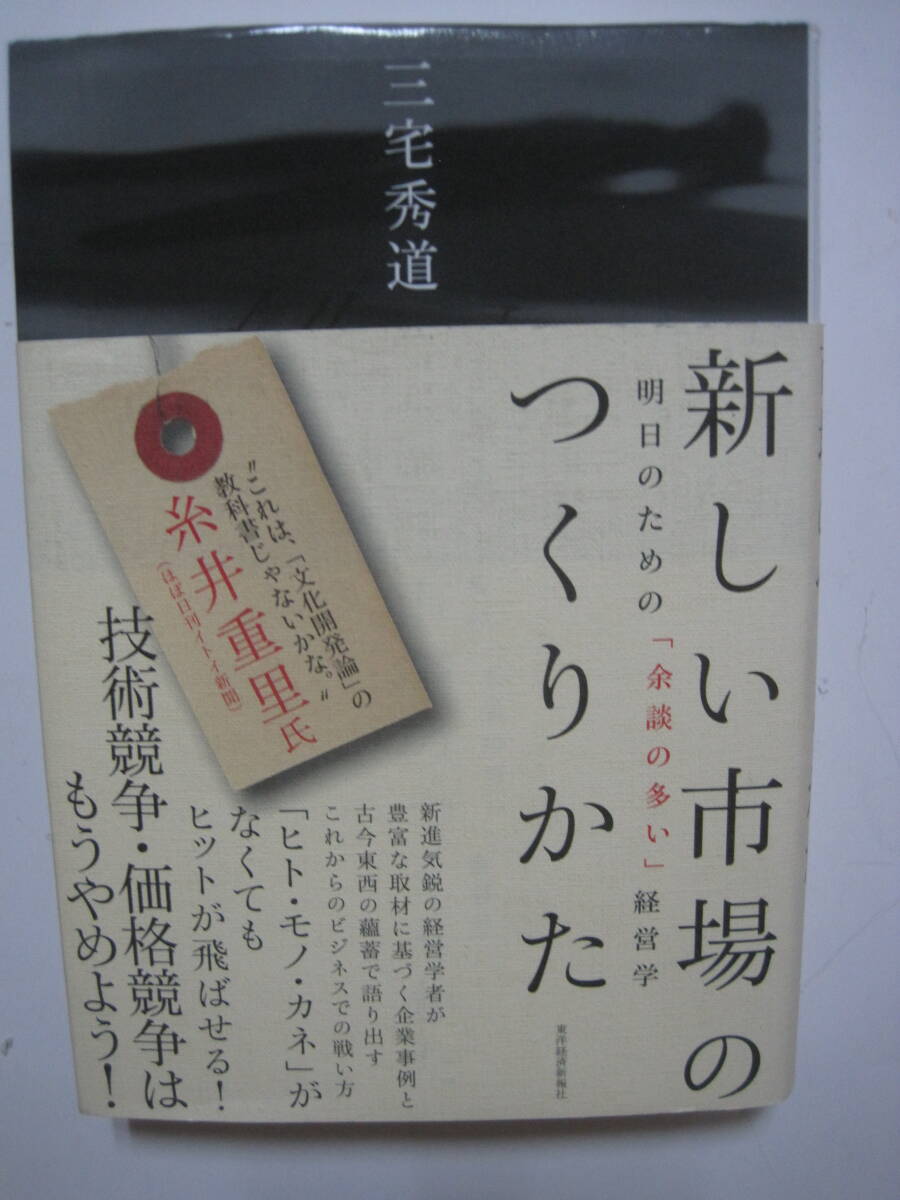 三宅秀道
新しい市場の
つくりかた
明日のための「余談の多い」経営学
東洋経済新報社
"これは、「文化開発論」の
教科書じゃないかな。"
糸井重里氏
（ほぼ日刊イトイ新聞）
新進気鋭の経営学者が
豊富な取材に基づく企業事例と
古今東西の蘊蓄で語り出す
これからのビジネスでの戦い方
「ヒト・モノ・カネ」が
なくても
ヒットが飛ばせる！
技術競争・価格競争は
もうやめよう！